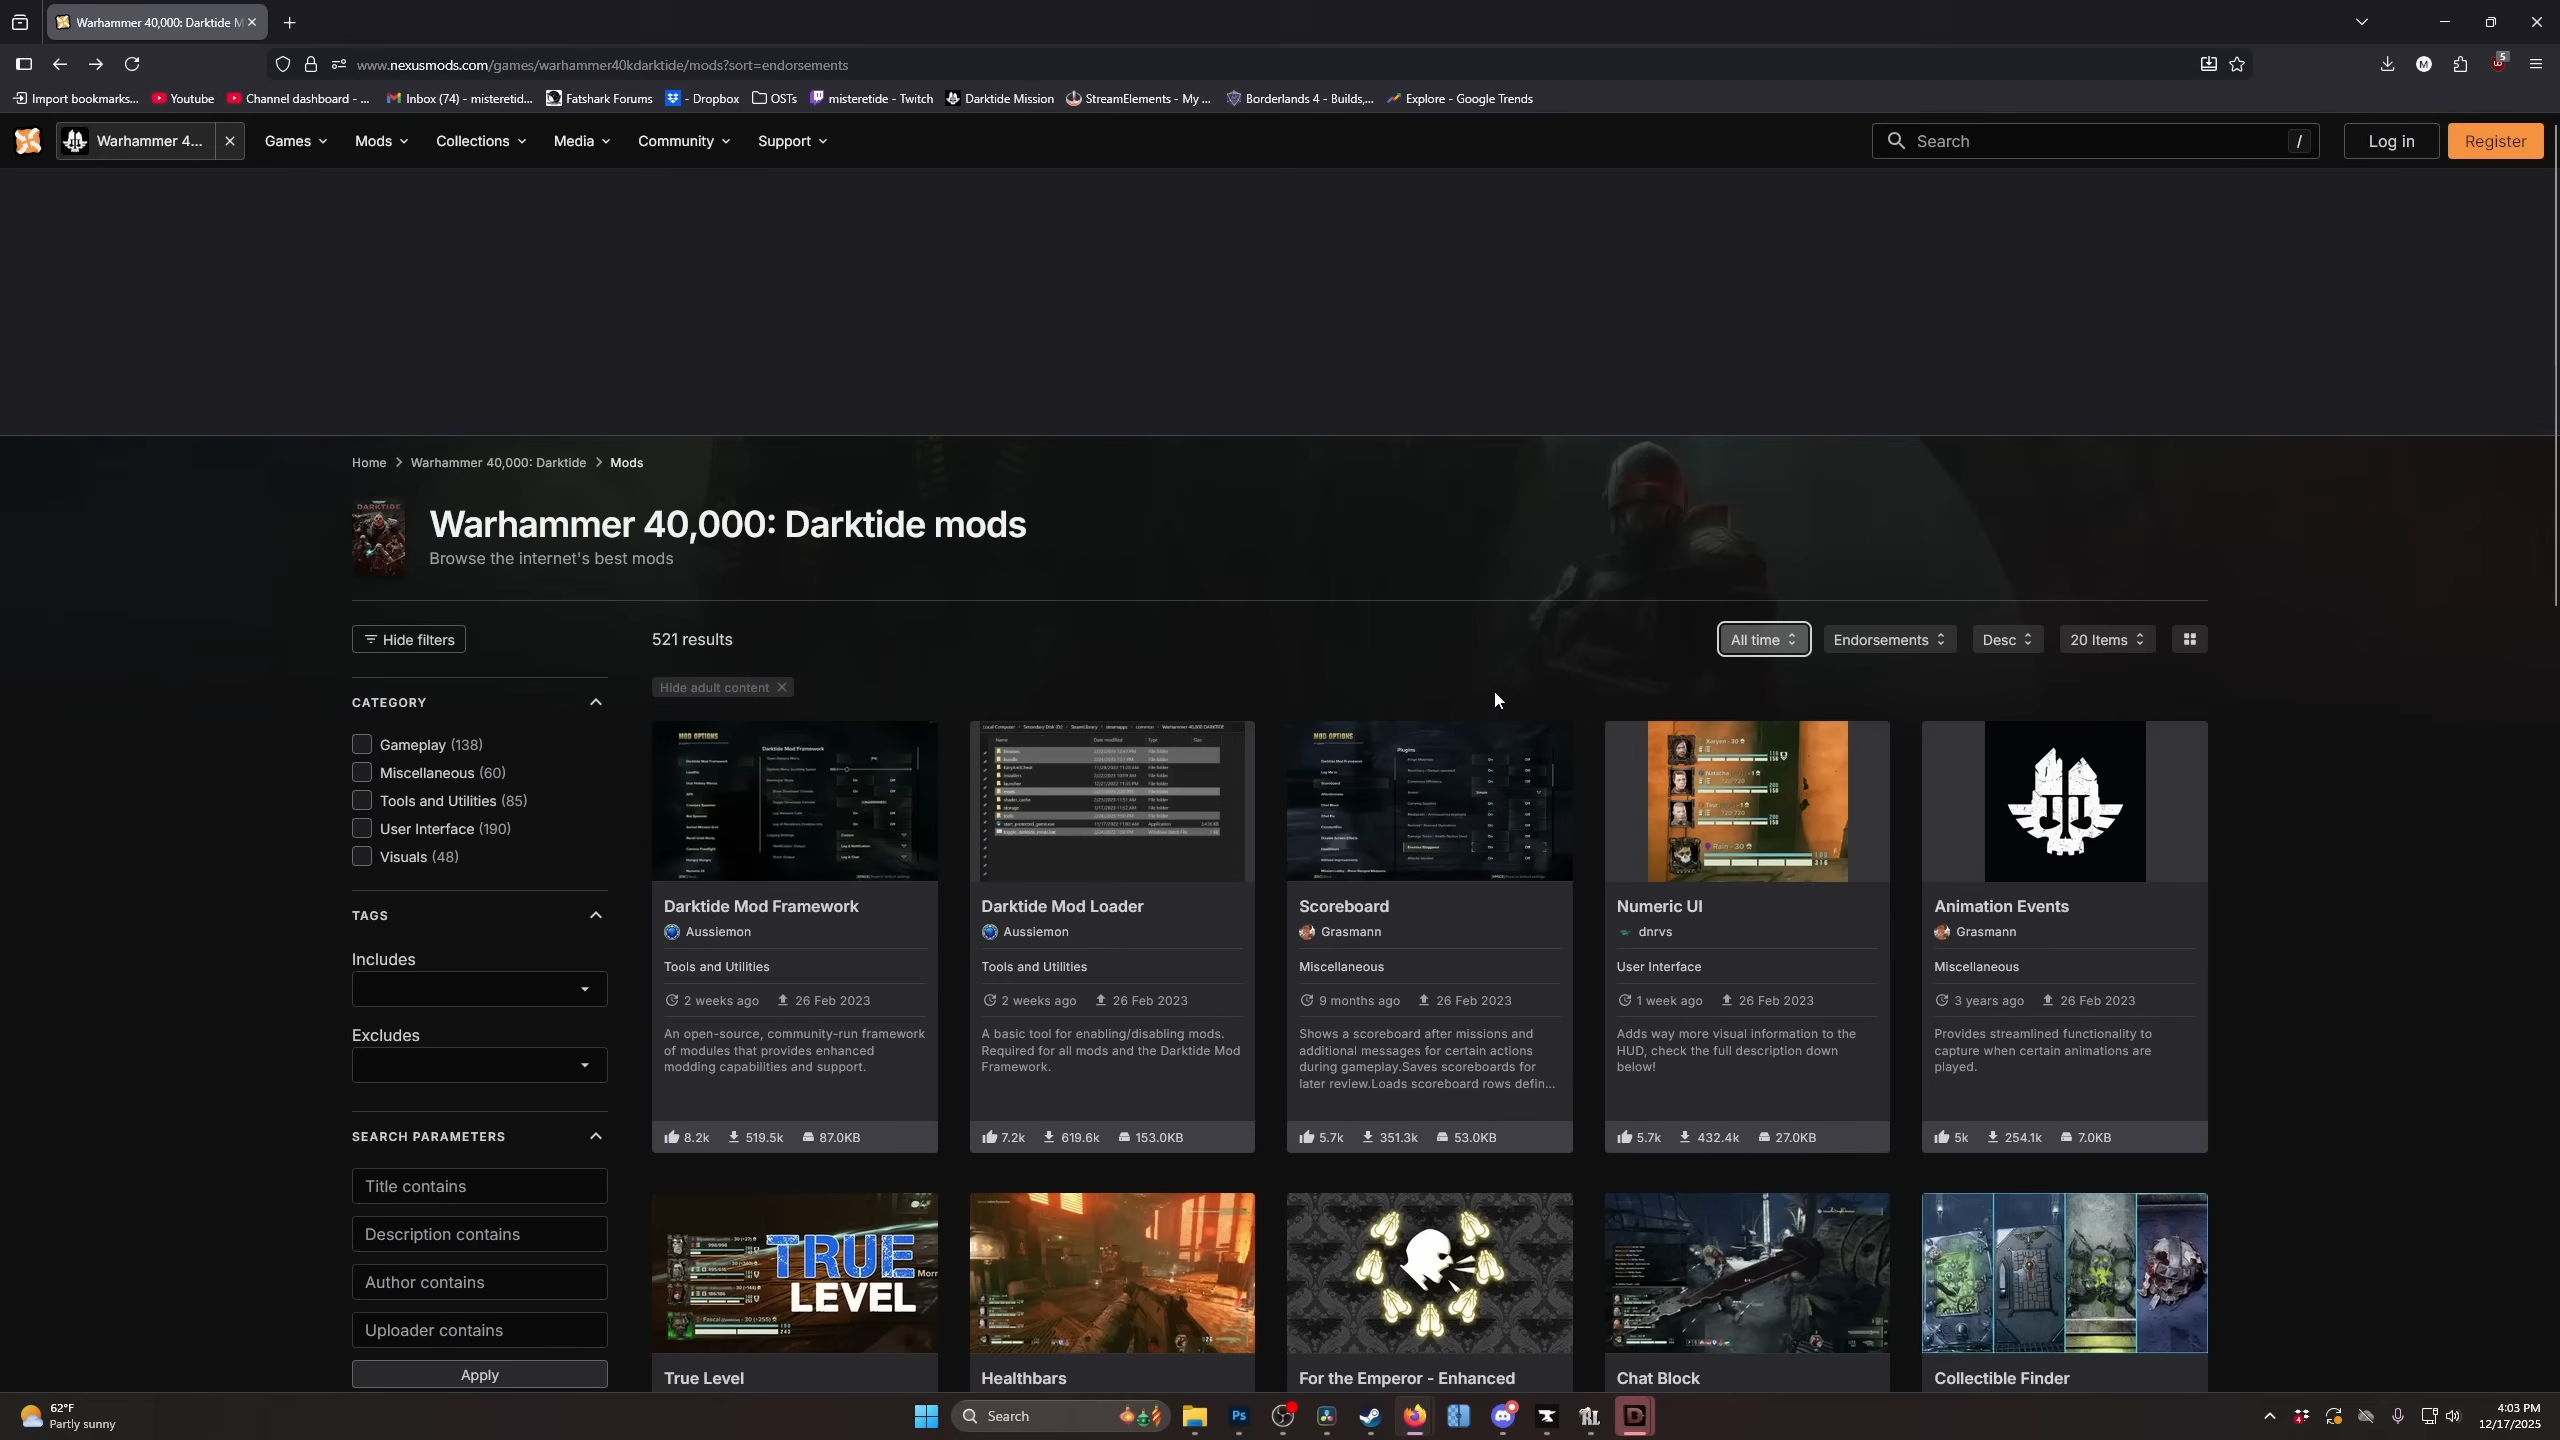 Warhammer 40,000: Darktide M
www.nexusmods.com/games/warhammer40kdarktide/mods?sort=endorsements
5
Import bookmarks...
Youtube
Channel dashboard - ...
Inbox (74) - misteretid...
Fatshark Forums
- Dropbox
OSTs
misteretide - Twitch
Darktide Mission
StreamElements - My ...
Borderlands 4 - Builds,...
Explore - Google Trends
Warhammer 4...
Games
Mods
Collections
Media
Community
Support
Search
/
Log in
Register
Home > Warhammer 40,000: Darktide > Mods
DARKTIDE
Warhammer 40,000: Darktide mods
Browse the internet's best mods
Hide filters
521 results
All time
Endorsements
Desc
20 Items
Hide adult content
CATEGORY
Gameplay (138)
Miscellaneous (60)
Tools and Utilities (85)
User Interface (190)
Visuals (48)
TAGS
Includes
Excludes
SEARCH PARAMETERS
Title contains
Description contains
Author contains
Uploader contains
Apply
MOD OPTIONS
Darktide Mod Framework
Darktide Mod Framework
Aussiemon
Tools and Utilities
2 weeks ago 26 Feb 2023
An open-source, community-run framework
of modules that provides enhanced
modding capabilities and support.
8.2k 519.5k 87.0KB
Darktide Mod Loader
Aussiemon
Tools and Utilities
2 weeks ago 26 Feb 2023
A basic tool for enabling/disabling mods.
Required for all mods and the Darktide Mod
Framework.
7.2k 619.6k 153.0KB
MOD OPTIONS
Scoreboard
Grasmann
Miscellaneous
9 months ago 26 Feb 2023
Shows a scoreboard after missions and
additional messages for certain actions
during gameplay.Saves scoreboards for
later review.Loads scoreboard rows defin...
5.7k 351.3k 53.0KB
Numeric UI
dnrvs
User Interface
1 week ago 26 Feb 2023
Adds way more visual information to the
HUD, check the full description down
below!
5.7k 432.4k 27.0KB
Animation Events
Grasmann
Miscellaneous
3 years ago 26 Feb 2023
Provides streamlined functionality to
capture when certain animations are
played.
5k 254.1k 7.0KB
TRUE
LEVEL
True Level
Healthbars
For the Emperor - Enhanced
Chat Block
Collectible Finder
62°F
Partly sunny
Search
Ps
4:03 PM
12/17/2025